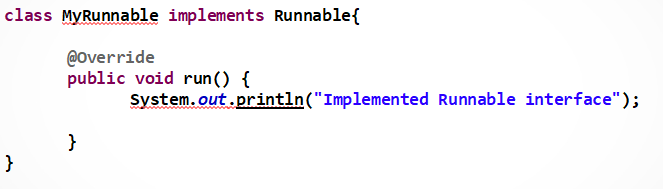 class MyRunnable implements Runnable{
@Override
public void run() {
System.out.println("Implemented Runnable interface");
}
}